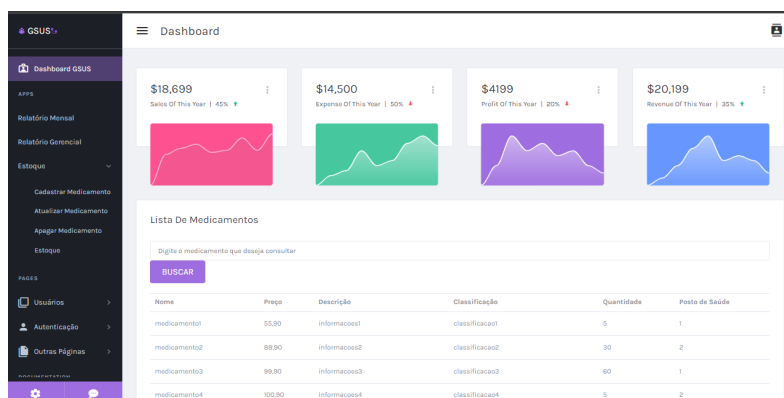 GSUS
Dashboard
Dashboard GSUS
APPS
Relatório Mensal
Relatório Gerencial
Estoque
Cadastrar Medicamento
Atualizar Medicamento
Apagar Medicamento
Estoque
PAGES
Usuários
Autenticação
Outras Páginas
$18,699
Sales Of This Year | 45%
$14,500
Expense Of This Year | 50%
$4199
Profit Of This Year | 20%
$20,199
Revenue Of This Year | 35%
Lista De Medicamentos
Digite o medicamento que deseja consultar
BUSCAR
Nome Preço Descrição Classificação Quantidade Posto de Saúde
medicamento1 55,90 informacoes1 classificacao1 5 1
medicamento2 88,90 informacoes2 classificacao2 30 2
medicamento3 99,90 informacoes3 classificacao3 60 1
medicamento4 100,90 informacoes4 classificacao4 5 2